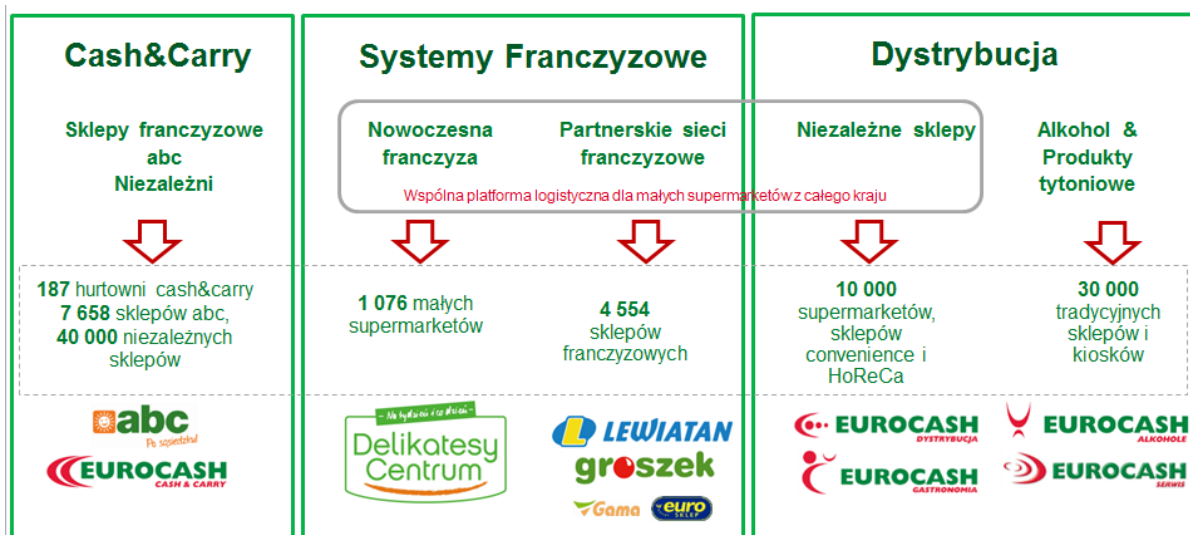 Cash&Carry
Sklepy franczyzowe
abc
Niezależni
187 hurtowni cash&carry
7 658 sklepów abc,
40 000 niezależnych
sklepów
abc
Po sąsiedzku!
EUROCASH
CASH & CARRY
Systemy Franczyzowe
Nowoczesna
franczyza
Partnerskie sieci
franczyzowe
Niezależne sklepy
Wspólna platforma logistyczna dla małych supermarketów z całego kraju
1 076 małych
supermarketów
4 554
sklepów
franczyzowych
- Na tydzień i co dzień -
Delikatesy
Centrum
LEWIATAN
groszek
Gama
euro
SKLEP
Dystrybucja
Alkohol &
Produkty
tytoniowe
10 000
supermarketów,
sklepów
convenience i
HoReCa
30 000
tradycyjnych
sklepów i
kiosków
EUROCASH
DYSTRYBUCJA
EUROCASH
GASTRONOMIA
EUROCASH
ALKOHOLE
EUROCASH
SERWIS